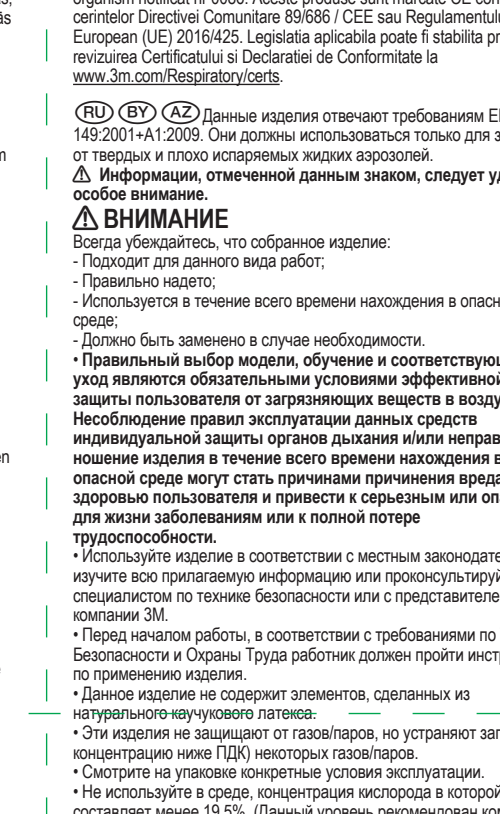 ās
organism notificat nr 0086. Aceste produse sunt marcate CE
cerintelor Directivei Comunitare 89/686 / CEE sau Regulamentulu
European (UE) 2016/425. Legislatia aplicabila poate fi stabilita pr
revizuirea Certificatului si Declaratiei de Conformitate la
www.3m.com/Respiratory/certs.
RU BY AZ Данные изделия отвечают требованиям EN
149:2001+A1:2009. Они должны использоваться только для з
от твердых и плохо испаряемых жидких аэрозолей.
⚠ Информации, отмеченной данным знаком, следует уд
особое внимание.
⚠ ВНИМАНИЕ
Всегда убеждайтесь, что собранное изделие:
- Подходит для данного вида работ;
- Правильно надето;
- Используется в течение всего времени нахождения в опасн
среде;
- Должно быть заменено в случае необходимости.
• Правильный выбор модели, обучение и соответствующ
уход являются обязательными условиями эффективной
защиты пользователя от загрязняющих веществ в возду
Несоблюдение правил эксплуатации данных средств
индивидуальной защиты органов дыхания и/или неправ
en
ношение изделия в течение всего времени нахождения в
опасной среде могут стать причинами причинения вреда
здоровью пользователя и привести к серьезным или опа
для жизни заболеваниям или к полной потере
трудоспособности.
• Используйте изделие в соответствии с местным законодате
изучите всю прилагаемую информацию или проконсультируй
специалистом по технике безопасности или с представителе
компании 3М.
• Перед началом работы, в соответствии с требованиями по
Безопасности и Охраны Труда работник должен пройти инст
по применению изделия.
• Данное изделие не содержит элементов, сделанных из
натурального каучукового латекса.
• Эти изделия не защищают от газов/паров, но устраняют заг
концентрацию ниже ПДК) некоторых газов/паров.
• Смотрите на упаковке конкретные условия эксплуатации.
• Не используйте в среде, концентрация кислорода в которой
составляет менее 19.5%. (Данный уровень рекомендован